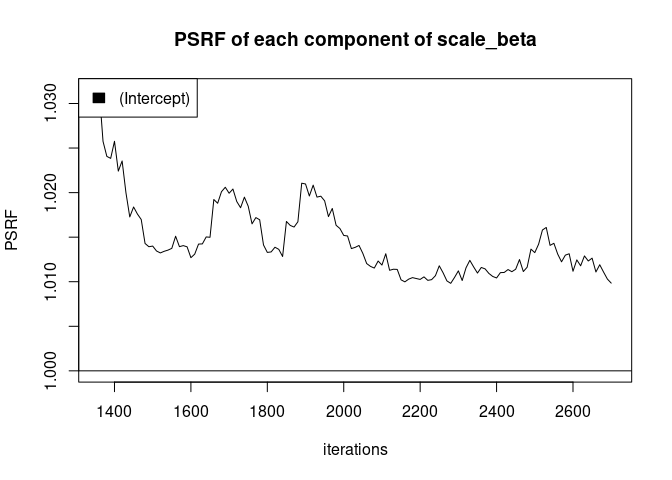 PSRF of each component of scale_beta
(Intercept)
1.030
1.020
1.010
1.000
PSRF
1400 1600 1800 2000 2200 2400 2600
iterations